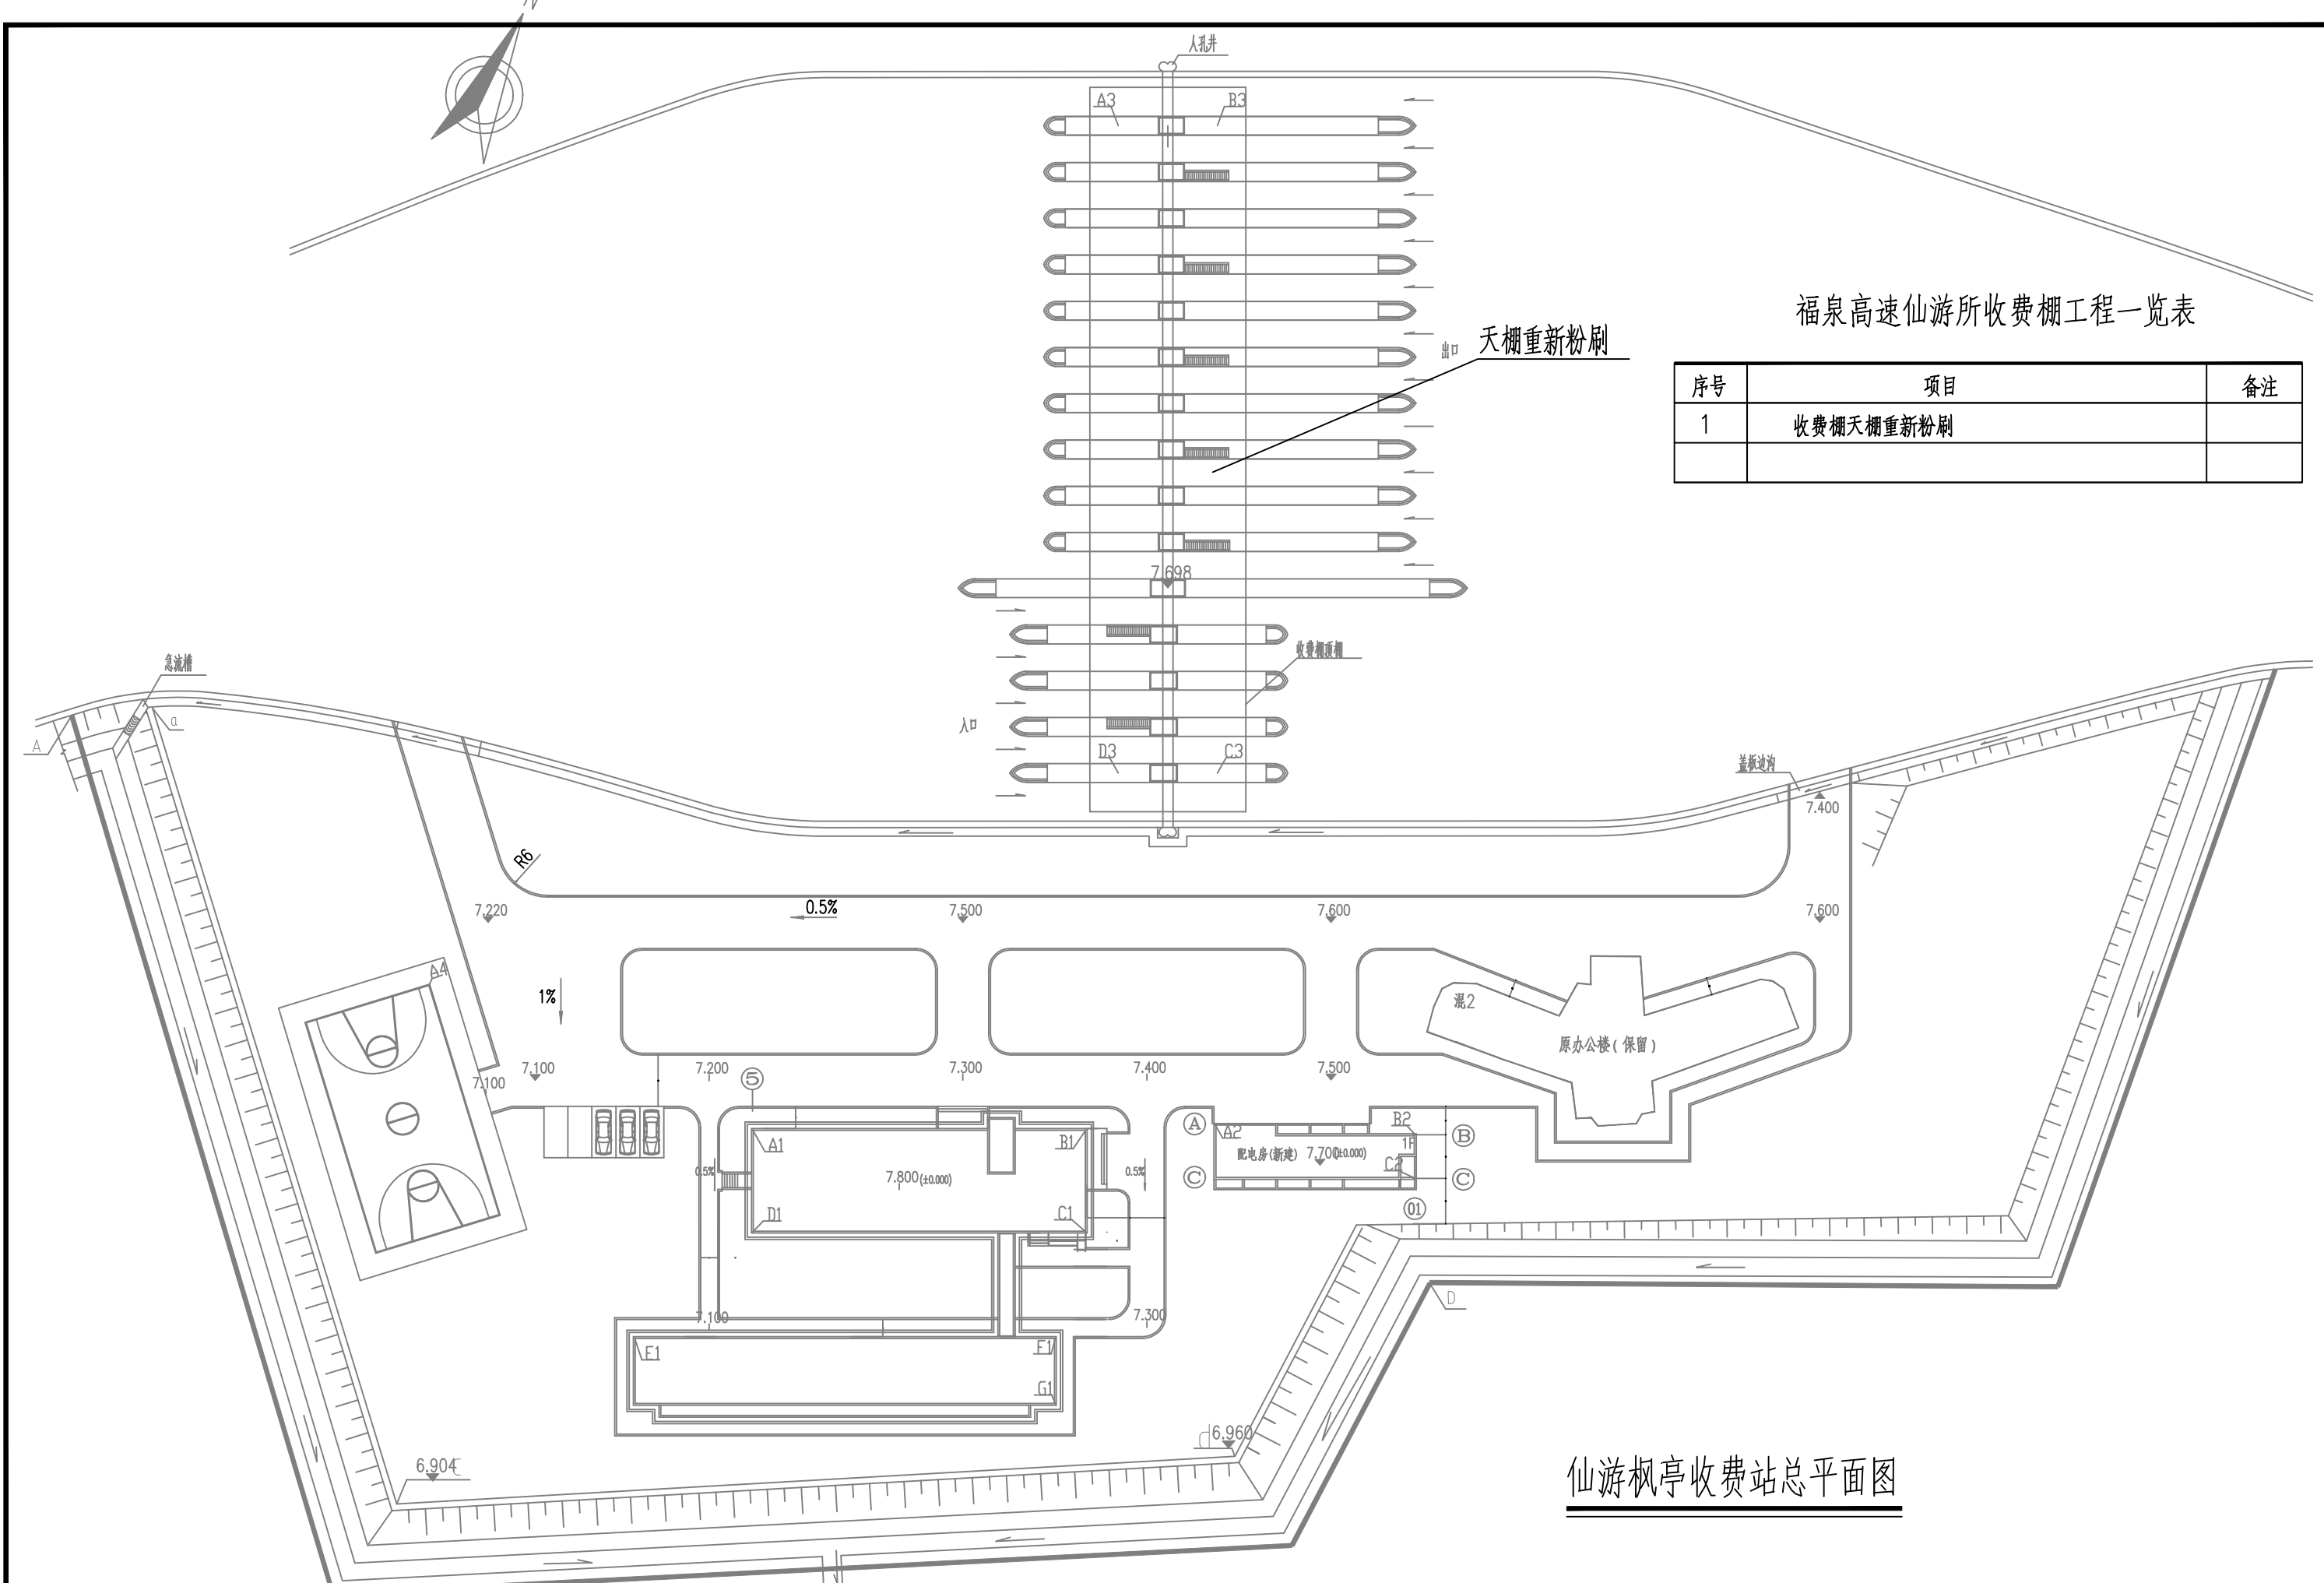 人孔井
A3
B3
福泉高速仙游所收费棚工程一览表
出口
天棚重新粉刷
序号 项目 备注
1 收费棚天棚重新粉刷
7.698
收费棚顶棚
急流槽
a
A
入口
D3
C3
盖板边沟
7.400
R6
7.220
0.5%
7.500
7.600
7.600
A4
1%
混2
原办公楼(保留)
7.100
7.100
7.200
5
7.300
7.400
7.500
A
A2
B2
B
A1
B1
1F
配电房(新建)
7.700(±0.000)
C2
0.5%
7.800(±0.000)
0.5%
C
C
D1
C1
01
7.100
7.300
D
E1
F1
G1
d
6.960
6.904
c
仙游枫亭收费站总平面图